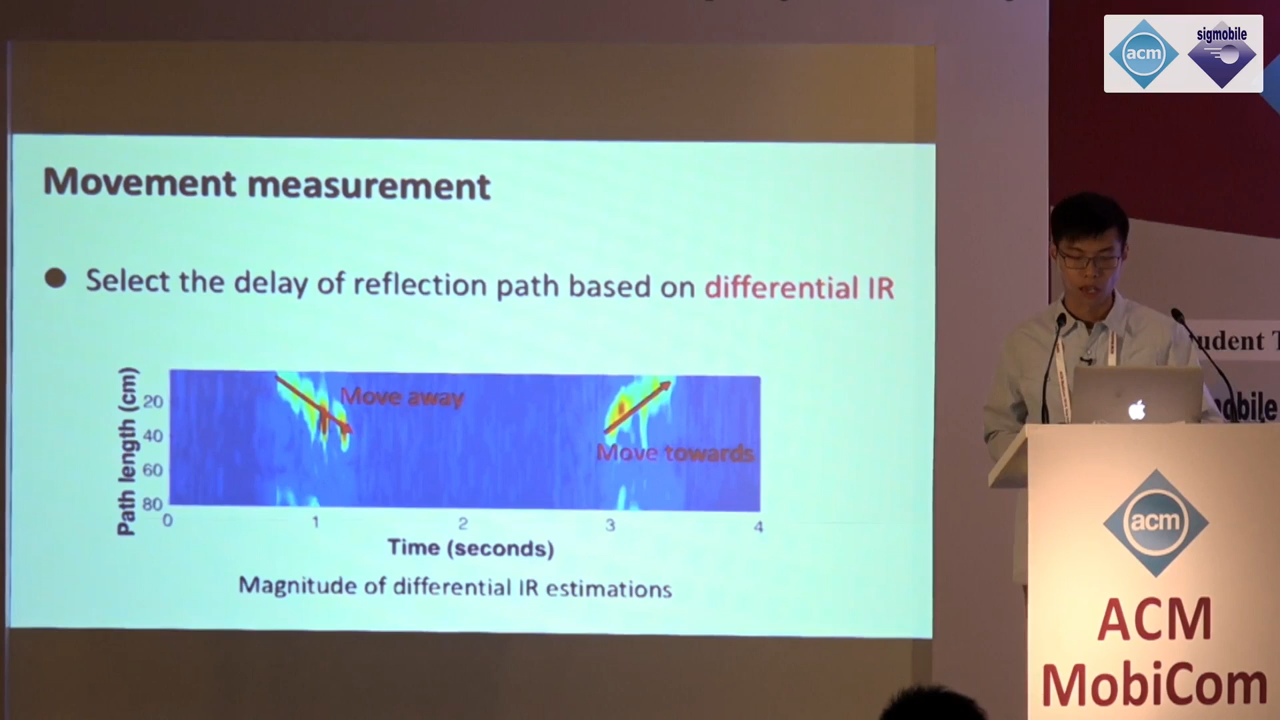 acm
sigmobile
Movement measurement
Select the delay of reflection path based on differential IR
Path length (cm)
20
40
60
80
Move away
Move towards
0
1
2
3
4
Time (seconds)
Magnitude of differential IR estimations
udent T
obile
acm
ACM
MobiCom